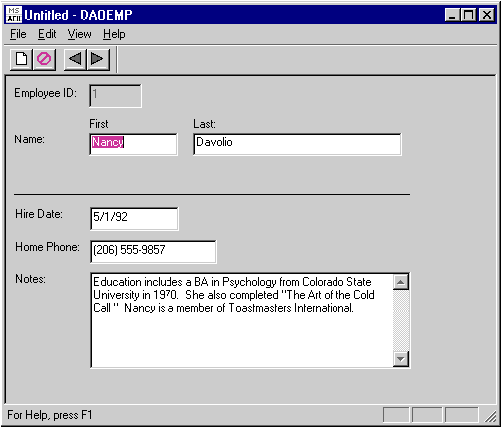 Untitled - DAOEMP
File Edit View Help
Employee ID: 1
First Last:
Name: Nancy Davolio
Hire Date: 5/1/92
Home Phone: (206) 555-9857
Notes: Education includes a BA in Psychology from Colorado State
University in 1970. She also completed "The Art of the Cold
Call." Nancy is a member of Toastmasters International.
For Help, press F1